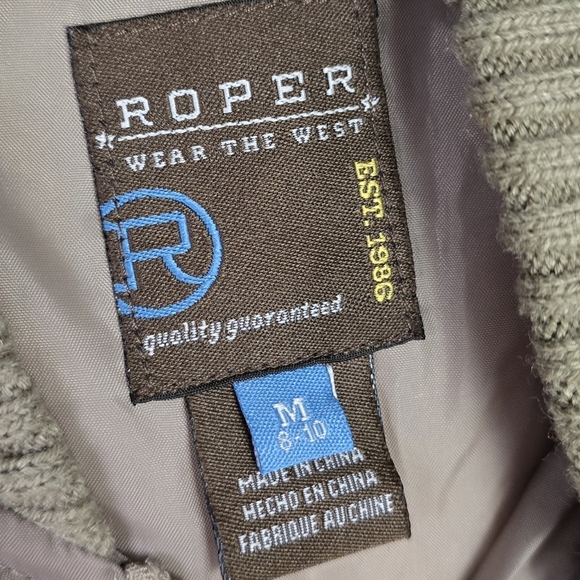 ROPER
WEAR THE WEST
EST. 1986
R
quality guaranteed
M
8-10
MADE IN CHINA
HECHO EN CHINA
FABRIQUE AU CHINE